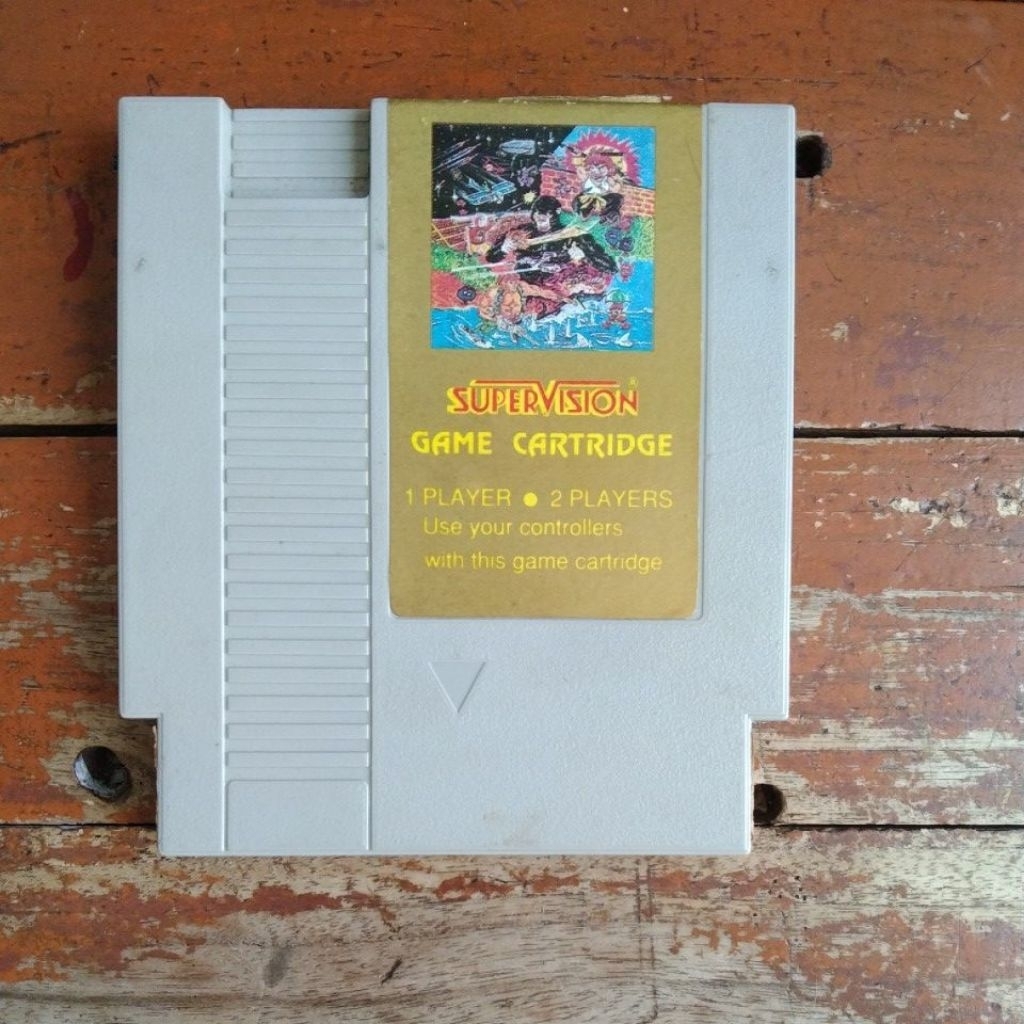 SUPERVISION®
GAME CARTRIDGE
1 PLAYER ● 2 PLAYERS
Use your controllers
with this game cartridge